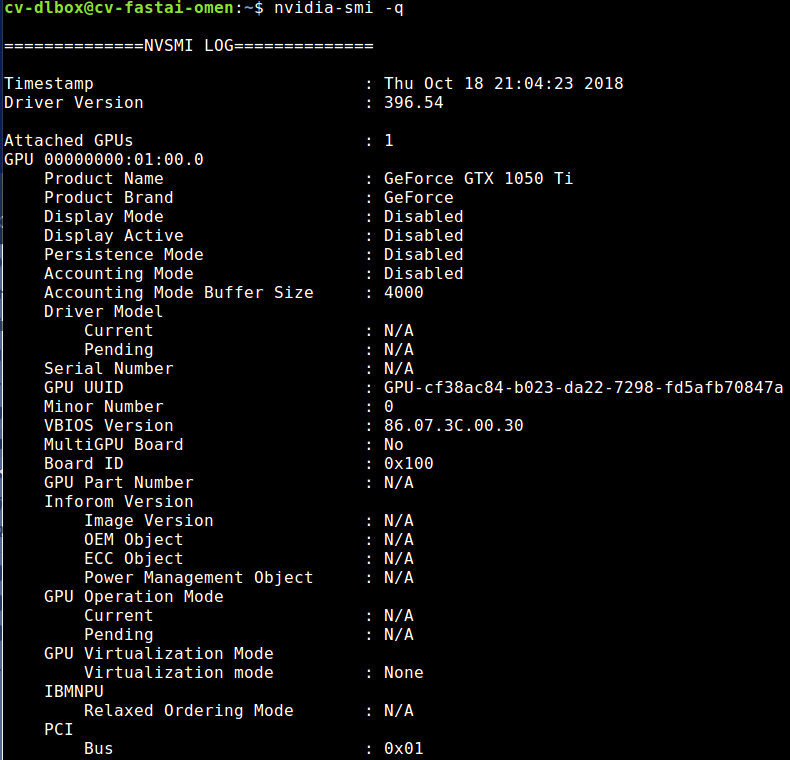 cv-dlbox@cv-fastai-omen:~$ nvidia-smi -q
==============NVSMI LOG==============
Timestamp : Thu Oct 18 21:04:23 2018
Driver Version : 396.54
Attached GPUs : 1
GPU 00000000:01:00.0
Product Name : GeForce GTX 1050 Ti
Product Brand : GeForce
Display Mode : Disabled
Display Active : Disabled
Persistence Mode : Disabled
Accounting Mode : Disabled
Accounting Mode Buffer Size : 4000
Driver Model
Current : N/A
Pending : N/A
Serial Number : N/A
GPU UUID : GPU-cf38ac84-b023-da22-7298-fd5afb70847a
Minor Number : 0
VBIOS Version : 86.07.3C.00.30
MultiGPU Board : No
Board ID : 0x100
GPU Part Number : N/A
Inforom Version
Image Version : N/A
OEM Object : N/A
ECC Object : N/A
Power Management Object : N/A
GPU Operation Mode
Current : N/A
Pending : N/A
GPU Virtualization Mode
Virtualization mode : None
IBMNPU
Relaxed Ordering Mode : N/A
PCI
Bus : 0x01